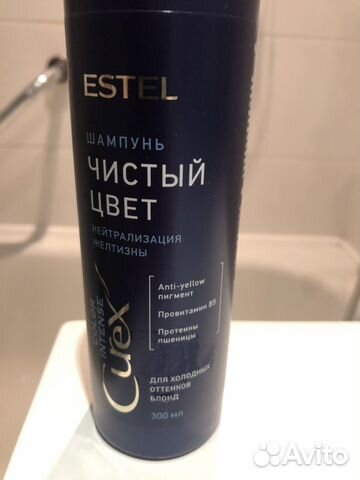 ESTEL
ШАМПУНЬ
ЧИСТЫЙ
ЦВЕТ
НЕЙТРАЛИЗАЦИЯ
ЖЕЛТИЗНЫ
Curex
COLOR
INTENSE
Anti-yellow
пигмент
Провитамин B5
Протеины
пшеницы
ДЛЯ ХОЛОДНЫХ
ОТТЕНКОВ
БЛОНД
300 мл
Avito